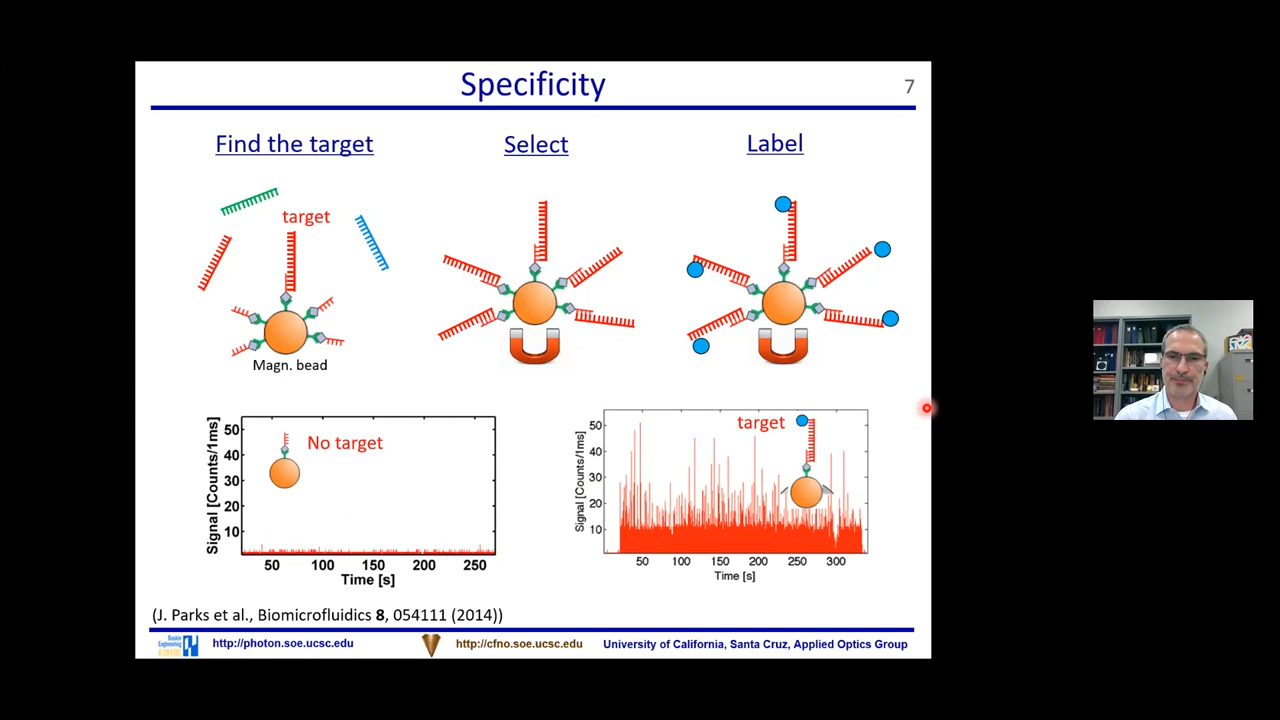 Specificity
7
Find the target
Select
Label
target
Magn. bead
Signal [Counts/1ms]
50
40
30
20
10
No target
50 100 150 200 250
Time [s]
Signal [Counts/1ms]
50
40
30
20
10
target
50 100 150 200 250 300
Time [s]
(J. Parks et al., Biomicrofluidics 8, 054111 (2014))
Baskin
Engineering
http://photon.soe.ucsc.edu
http://cfno.soe.ucsc.edu
University of California, Santa Cruz, Applied Optics Group